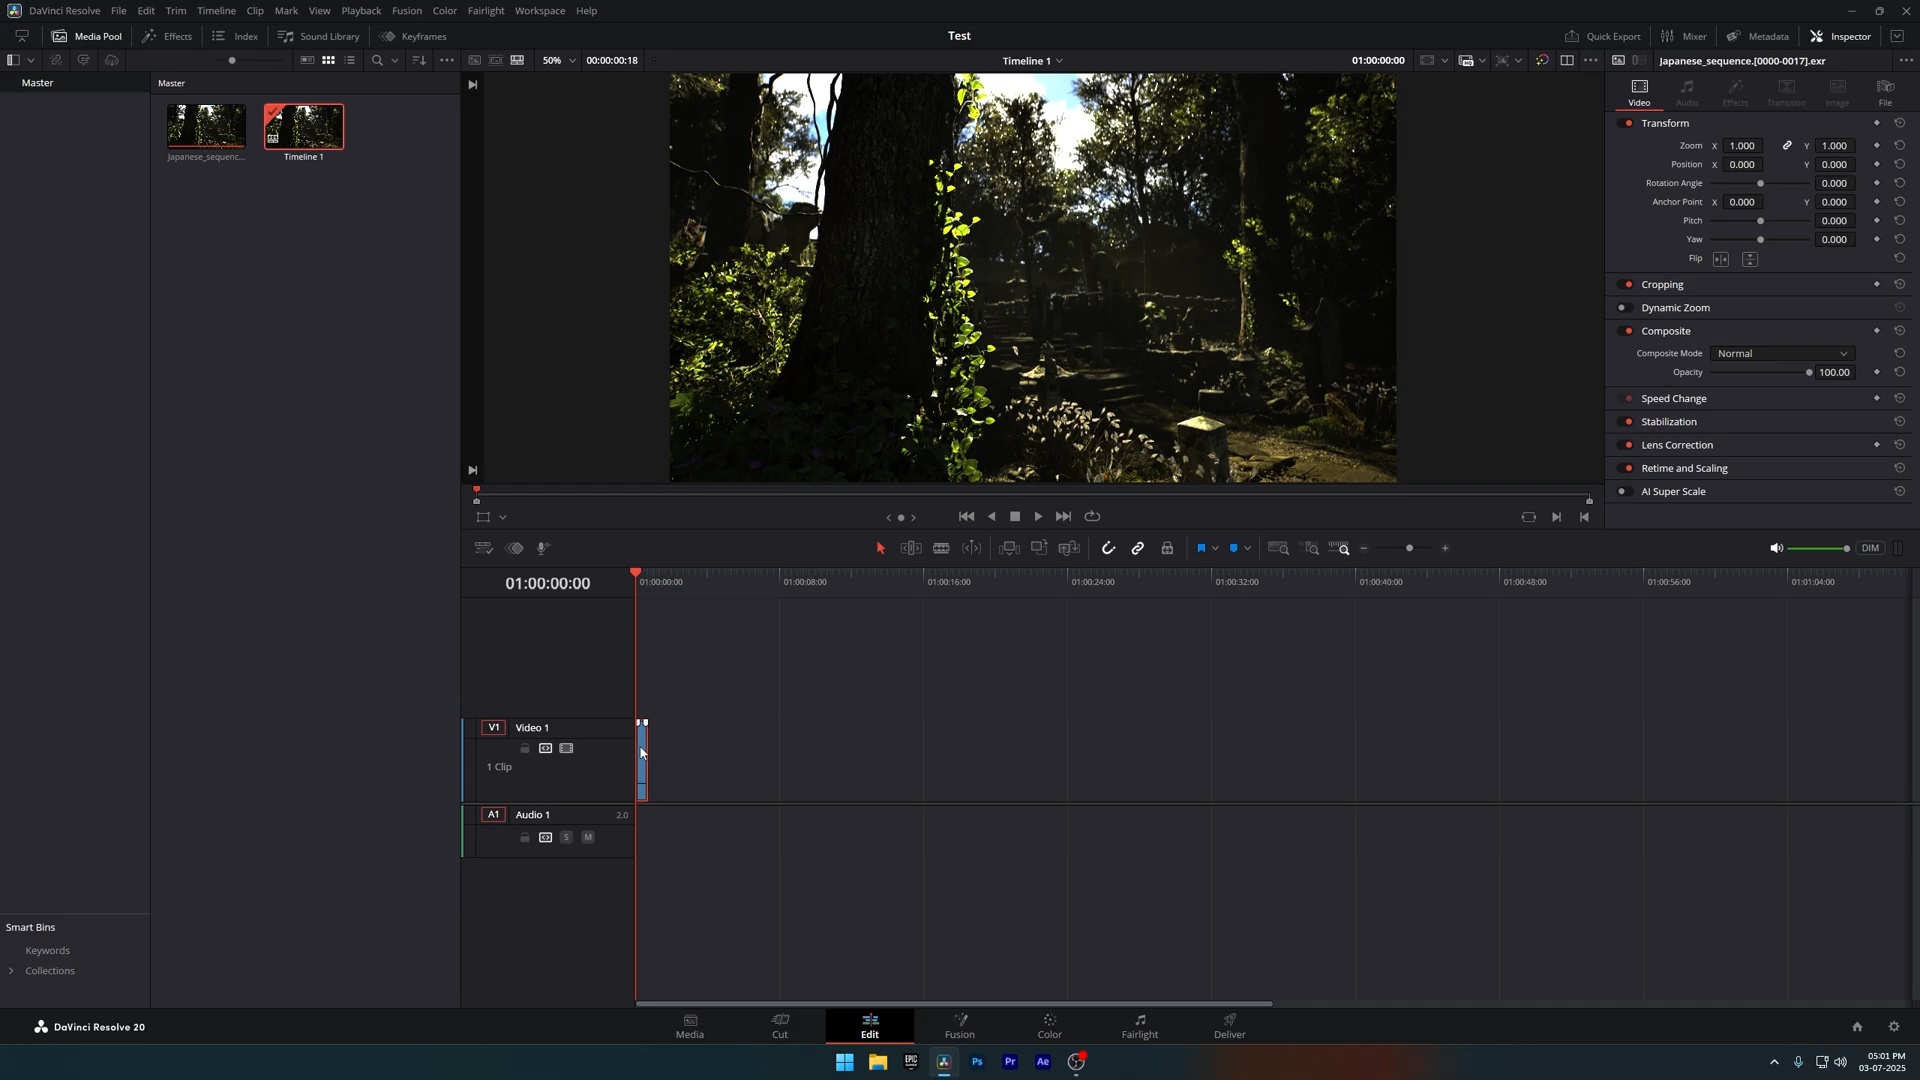 DaVinci Resolve File Edit Trim Timeline Clip Mark View Playback Fusion Color Fairlight Workspace Help
Media Pool Effects Index Sound Library Keyframes Test Quick Export Mixer Metadata Inspector
50% 00:00:00:18 Timeline 1 01:00:00:00 Japanese_sequence.[0000-0017].exr
Master Master
Video Audio Effects Transition Image File
Transform
Zoom X 1.000 Y 1.000
Japanese_sequenc... Timeline 1
Position X 0.000 Y 0.000
Rotation Angle 0.000
Anchor Point X 0.000 Y 0.000
Pitch 0.000
Yaw 0.000
Flip
Cropping
Dynamic Zoom
Composite
Composite Mode Normal
Opacity 100.00
Speed Change
Stabilization
Lens Correction
Retime and Scaling
AI Super Scale
DIM
01:00:00:00 01:00:00:00 01:00:08:00 01:00:16:00 01:00:24:00 01:00:32:00 01:00:40:00 01:00:48:00 01:00:56:00 01:01:04:00
V1 Video 1
1 Clip
A1 Audio 1 2.0
S M
Smart Bins
Keywords
Collections
DaVinci Resolve 20 Media Cut Edit Fusion Color Fairlight Deliver
EPIC Ps Pr Ae
05:01 PM
03-07-2025